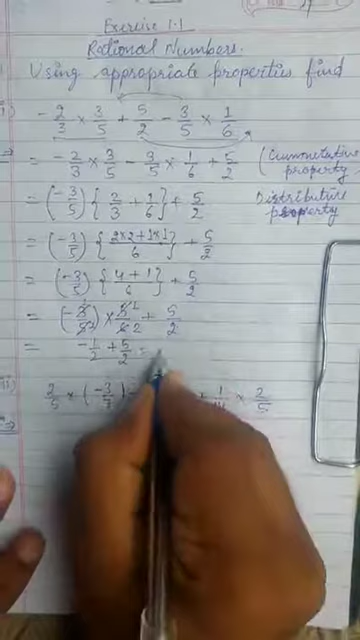 Exercise 1.1
Rational Numbers.
Using appropriate properties find
-2/3 × 3/5 + 5/2 - 3/5 × 1/6
= -2/3 × 3/5 - 3/5 × 1/6 + 5/2 (Commutative property)
= (-3/5) { 2/3 + 1/6 } + 5/2 Distributive property
= (-3/5) { 2×2+1×1/6 } + 5/2
= (-3/5) { 4+1/6 } + 5/2
= (-3/5) × 5/6 2 + 5/2
= -1/2 + 5/2 =
2/5 × (-3/7) + 1/14 × 2/5